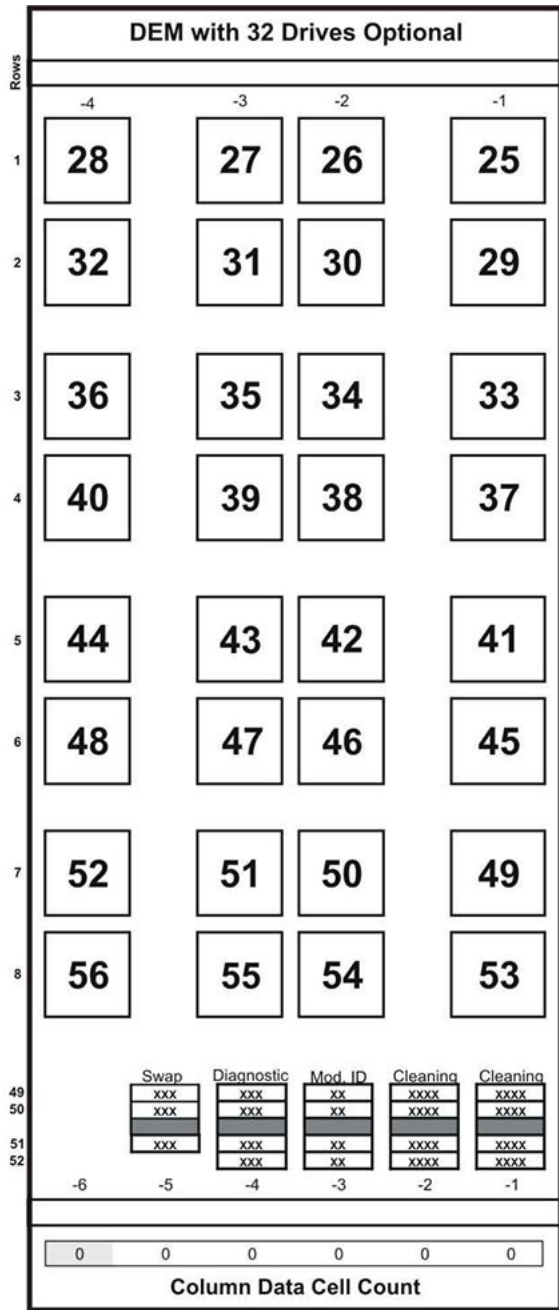 DEM with 32 Drives Optional
Rows
-4 -3 -2 -1
1 28 27 26 25
2 32 31 30 29
3 36 35 34 33
4 40 39 38 37
5 44 43 42 41
6 48 47 46 45
7 52 51 50 49
8 56 55 54 53
Swap Diagnostic Mod. ID Cleaning Cleaning
49 xxx xxx xx xxxx xxxx
50 xxx xxx xx xxxx xxxx
51 xxx xxx xx xxxx xxxx
52 xxx xx xxxx xxxx
-6 -5 -4 -3 -2 -1
0 0 0 0 0 0
Column Data Cell Count